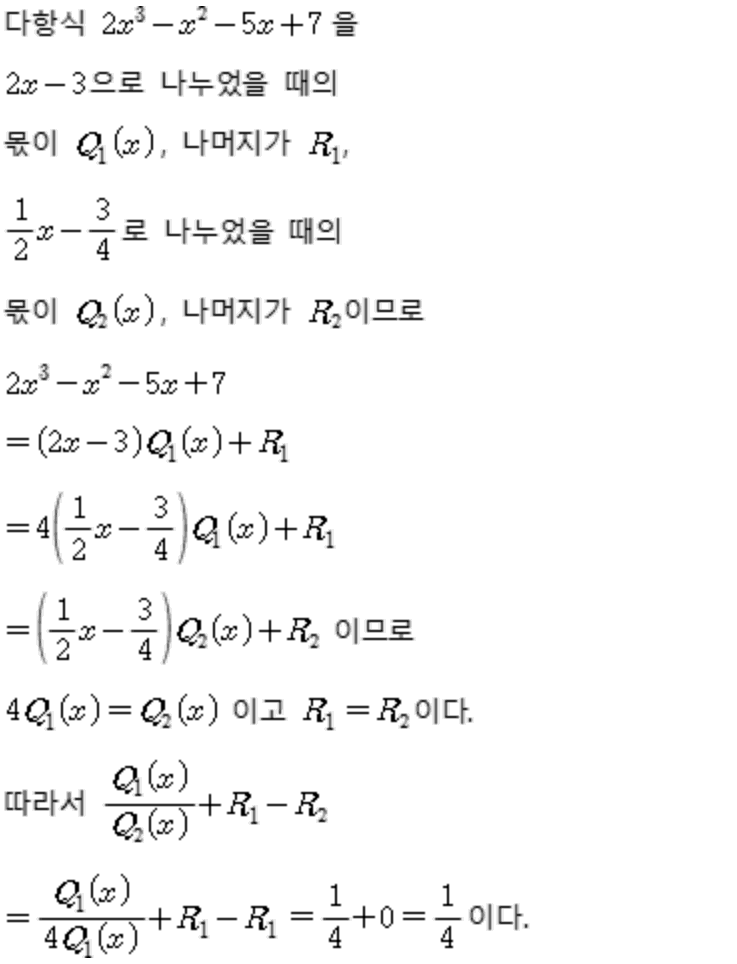 다항식 2x³−x²−5x+7 을
2x−3으로 나누었을 때의
몫이 Q₁(x), 나머지가 R₁,
1/2 x − 3/4 로 나누었을 때의
몫이 Q₂(x), 나머지가 R₂이므로
2x³−x²−5x+7
=(2x−3)Q₁(x)+R₁
=4(1/2 x − 3/4)Q₁(x)+R₁
=(1/2 x − 3/4)Q₂(x)+R₂ 이므로
4Q₁(x)=Q₂(x) 이고 R₁=R₂이다.
따라서 Q₁(x)/Q₂(x)+R₁−R₂
=Q₁(x)/4Q₁(x)+R₁−R₁=1/4+0=1/4 이다.